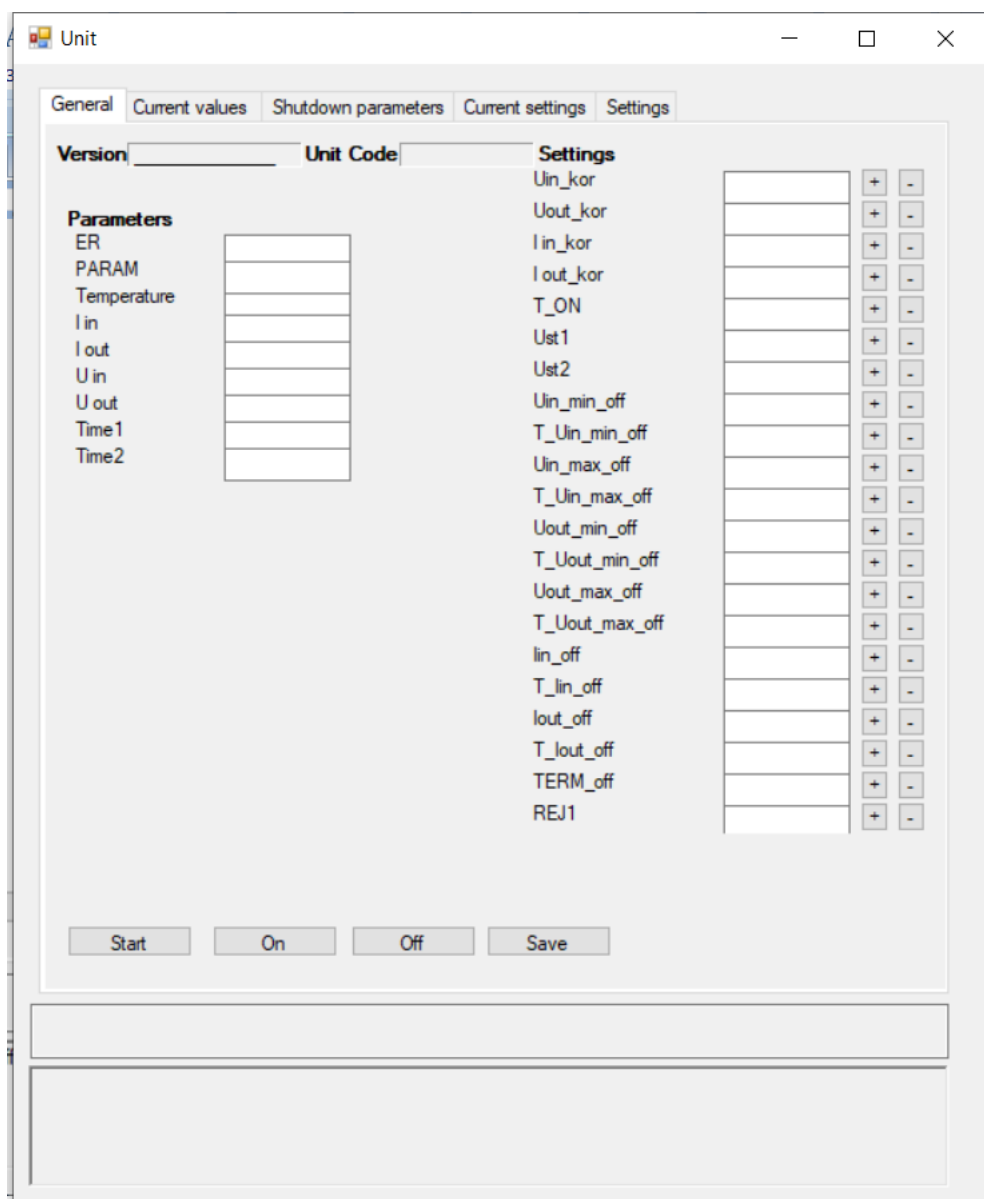 Unit
General Current values Shutdown parameters Current settings Settings
Version Unit Code Settings
Parameters
ER
PARAM
Temperature
I in
I out
U in
U out
Time1
Time2
Uin_kor + -
Uout_kor + -
I in_kor + -
I out_kor + -
T_ON + -
Ust1 + -
Ust2 + -
Uin_min_off + -
T_Uin_min_off + -
Uin_max_off + -
T_Uin_max_off + -
Uout_min_off + -
T_Uout_min_off + -
Uout_max_off + -
T_Uout_max_off + -
Iin_off + -
T_Iin_off + -
Iout_off + -
T_Iout_off + -
TERM_off + -
REJ1 + -
Start On Off Save